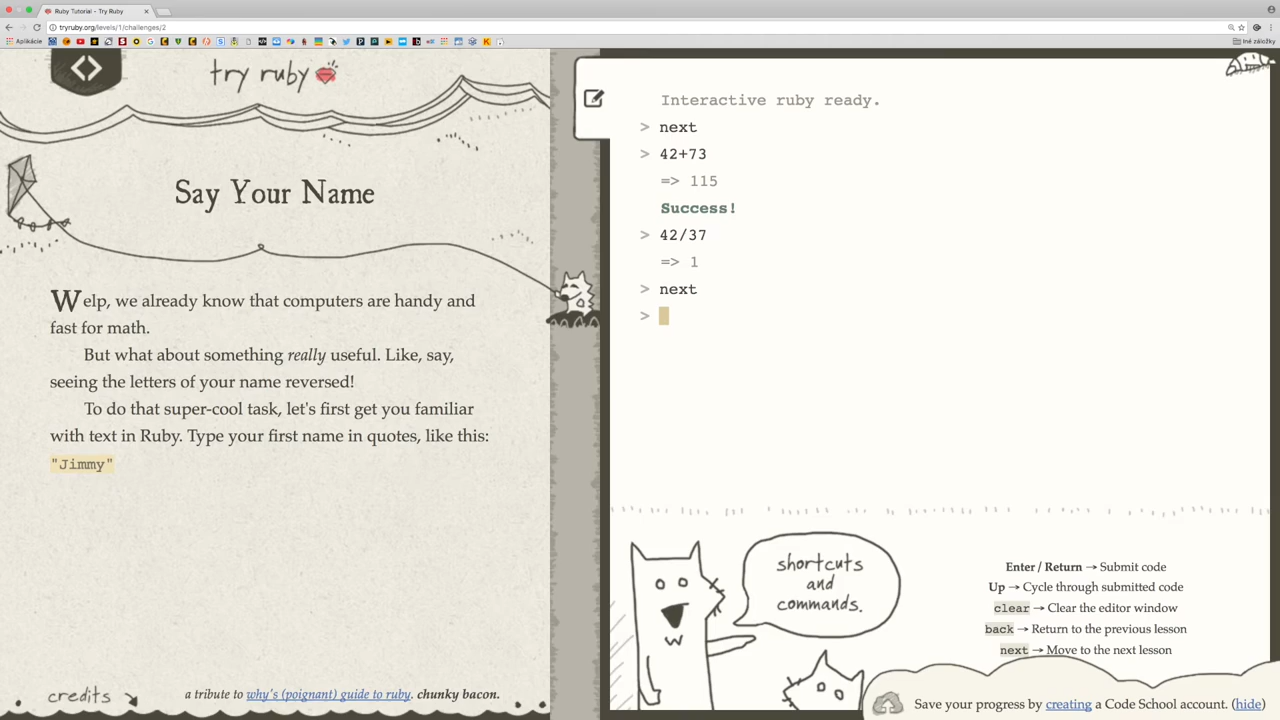 Ruby Tutorial - Try Ruby
tryruby.org/levels/1/challenges/2
Aplikácie
Iné záložky
try ruby
Say Your Name
Welp, we already know that computers are handy and
fast for math.
But what about something really useful. Like, say,
seeing the letters of your name reversed!
To do that super-cool task, let's first get you familiar
with text in Ruby. Type your first name in quotes, like this:
"Jimmy"
credits
a tribute to why's (poignant) guide to ruby. chunky bacon.
Interactive ruby ready.
> next
> 42+73
=> 115
Success!
> 42/37
=> 1
> next
>
shortcuts
and
commands.
Enter / Return → Submit code
Up → Cycle through submitted code
clear → Clear the editor window
back → Return to the previous lesson
next → Move to the next lesson
Save your progress by creating a Code School account. (hide)